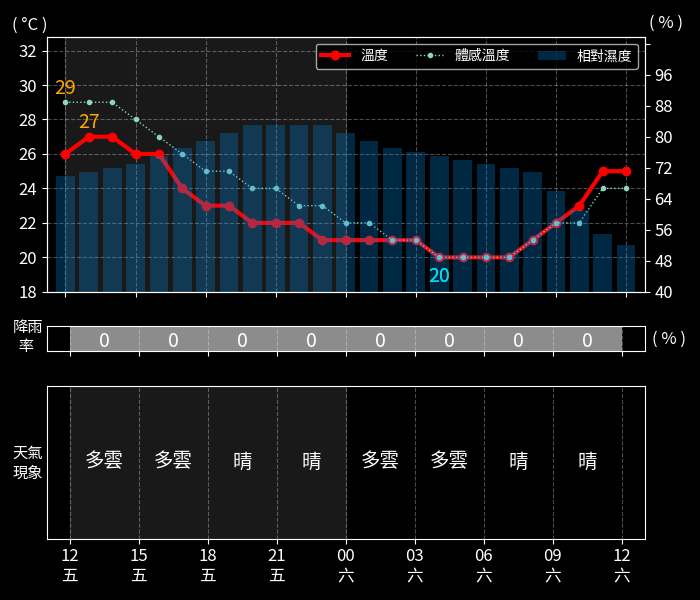 ( °C )
( % )
溫度 體感溫度 相對濕度
32
30
28
26
24
22
20
18
96
88
80
72
64
56
48
40
29
27
20
降雨
率
0 0 0 0 0 0 0 0
( % )
天氣
現象
多雲 多雲 晴 晴 多雲 多雲 晴 晴
12 15 18 21 00 03 06 09 12
五 五 五 五 六 六 六 六 六